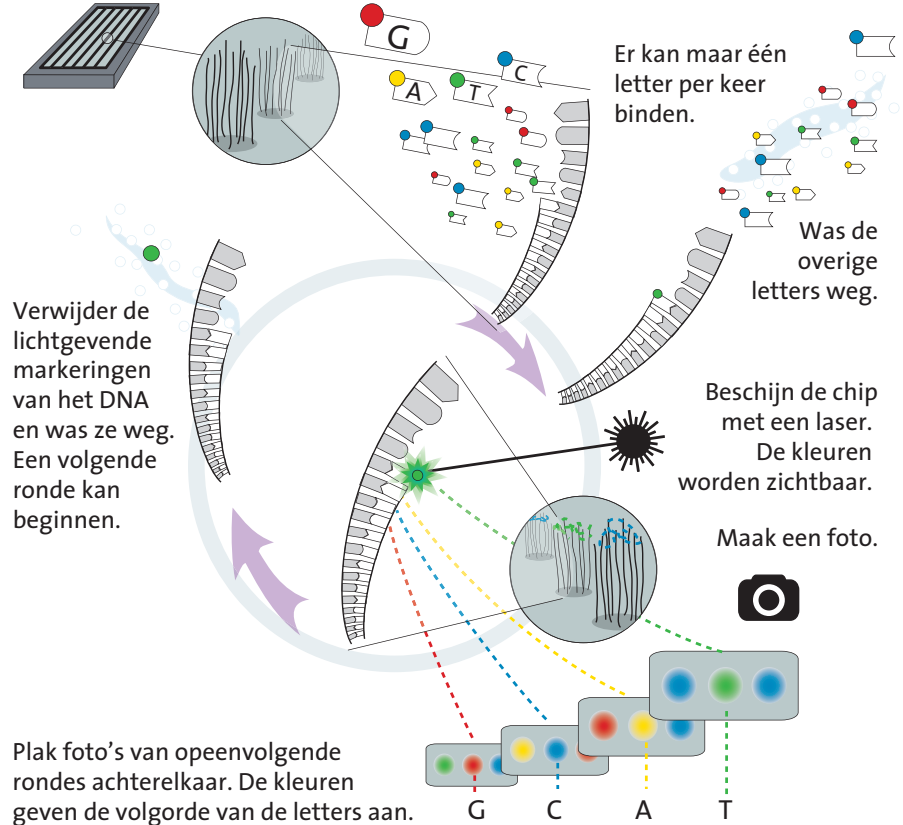 G
A
T
C
Er kan maar één
letter per keer
binden.
Was de
overige
letters weg.
Beschijn de chip
met een laser.
De kleuren
worden zichtbaar.
Maak een foto.
Verwijder de
lichtgevende
markeringen
van het DNA
en was ze weg.
Een volgende
ronde kan
beginnen.
Plak foto's van opeenvolgende
rondes achterelkaar. De kleuren
geven de volgorde van de letters aan.
G C A T